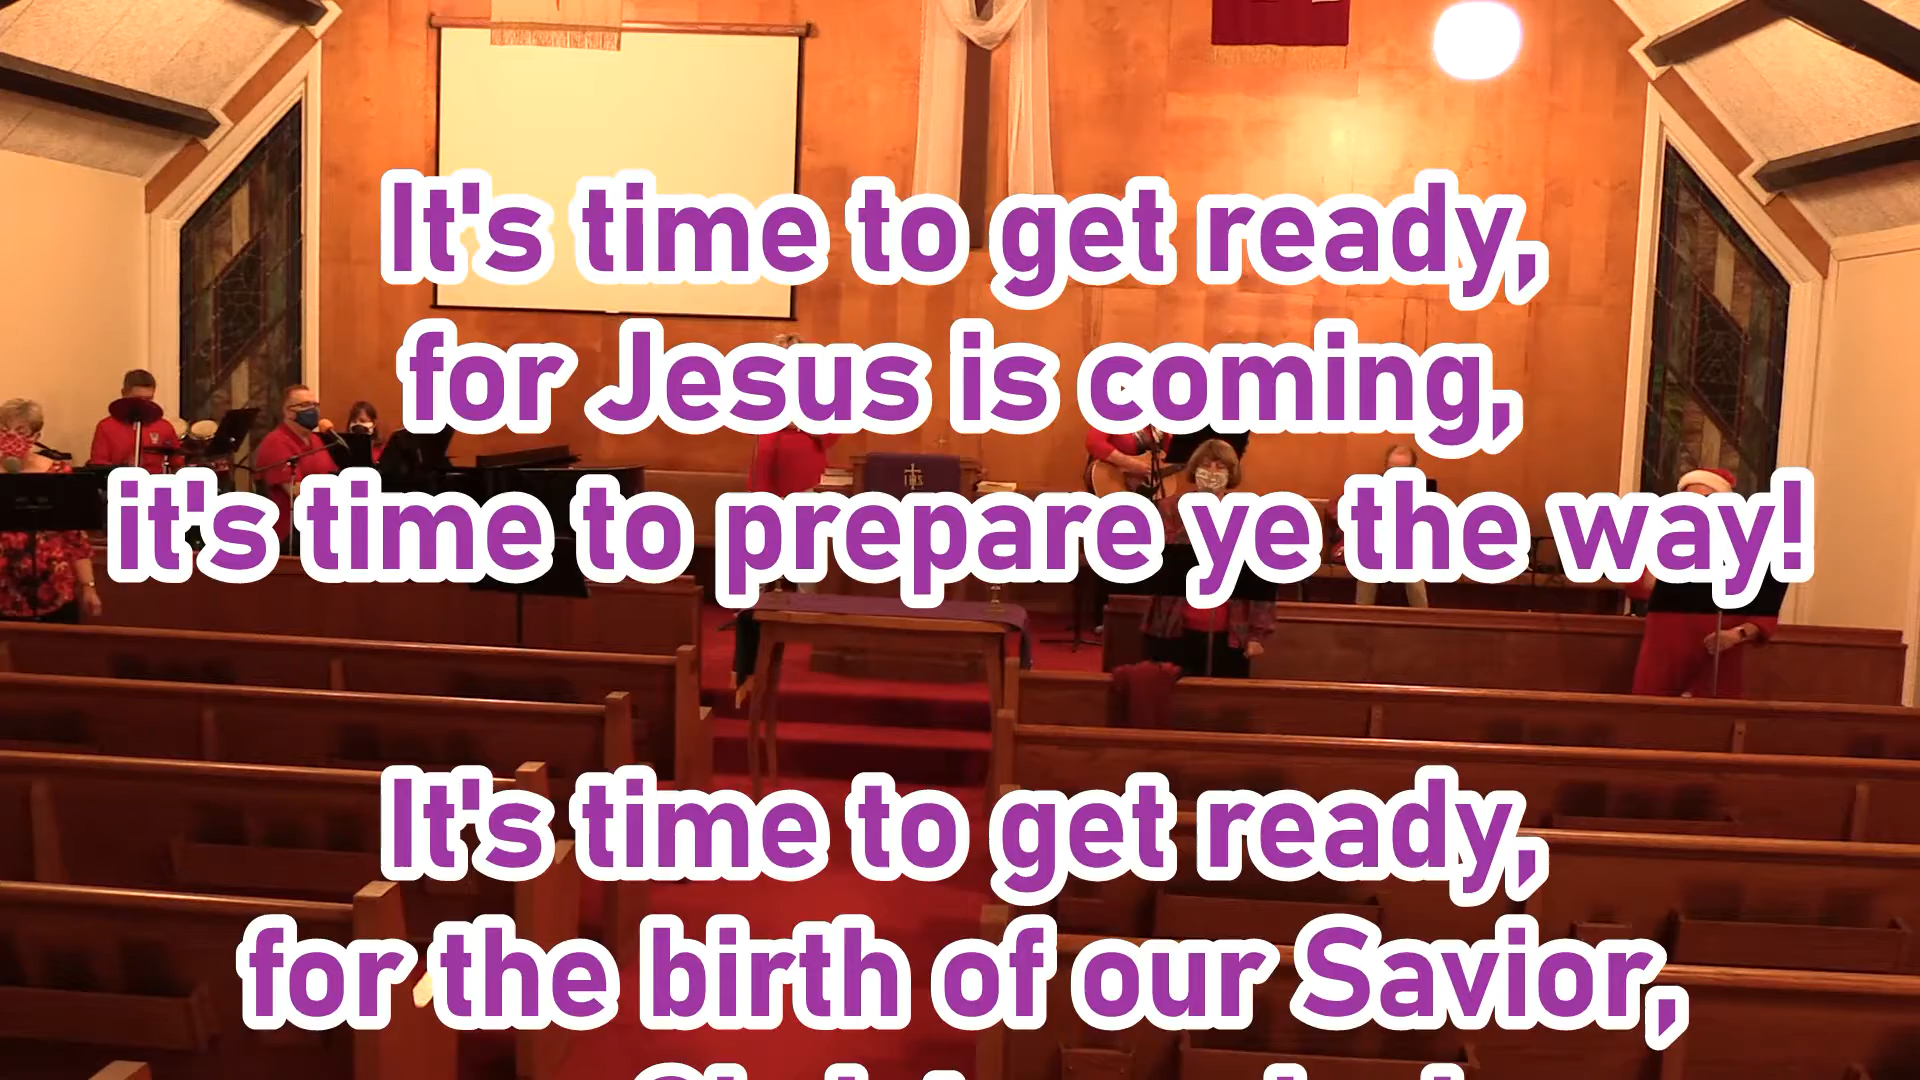 It's time to get ready,
for Jesus is coming,
it's time to prepare ye the way!
It's time to get ready,
for the birth of our Savior,
IHS